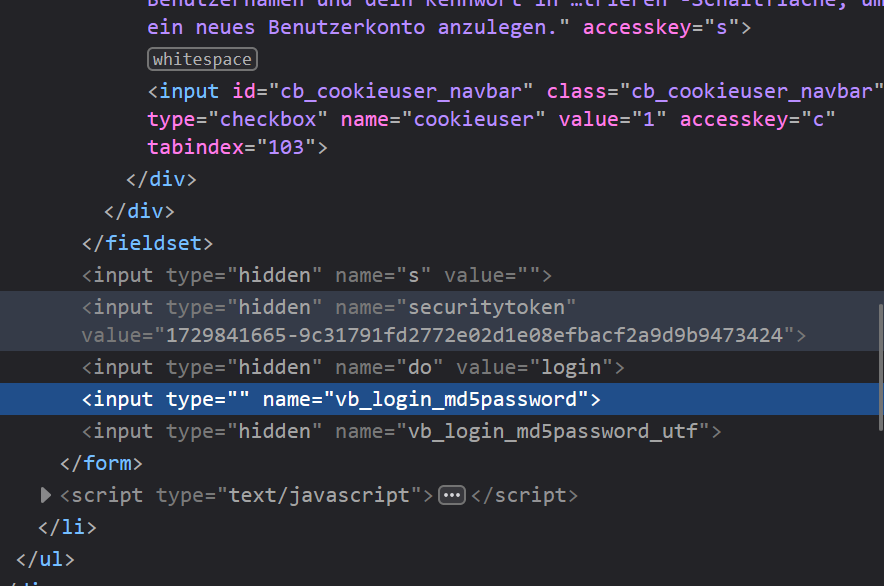 Benutzernamen und dein Kennwort in …trieren"-Schaltfläche, um
ein neues Benutzerkonto anzulegen." accesskey="s">
whitespace
<input id="cb_cookieuser_navbar" class="cb_cookieuser_navbar"
type="checkbox" name="cookieuser" value="1" accesskey="c"
tabindex="103">
</div>
</div>
</fieldset>
<input type="hidden" name="s" value="">
<input type="hidden" name="securitytoken"
value="1729841665-9c31791fd2772e02d1e08efbacf2a9d9b9473424">
<input type="hidden" name="do" value="login">
<input type="" name="vb_login_md5password">
<input type="hidden" name="vb_login_md5password_utf">
</form>
<script type="text/javascript">…</script>
</li>
</ul>